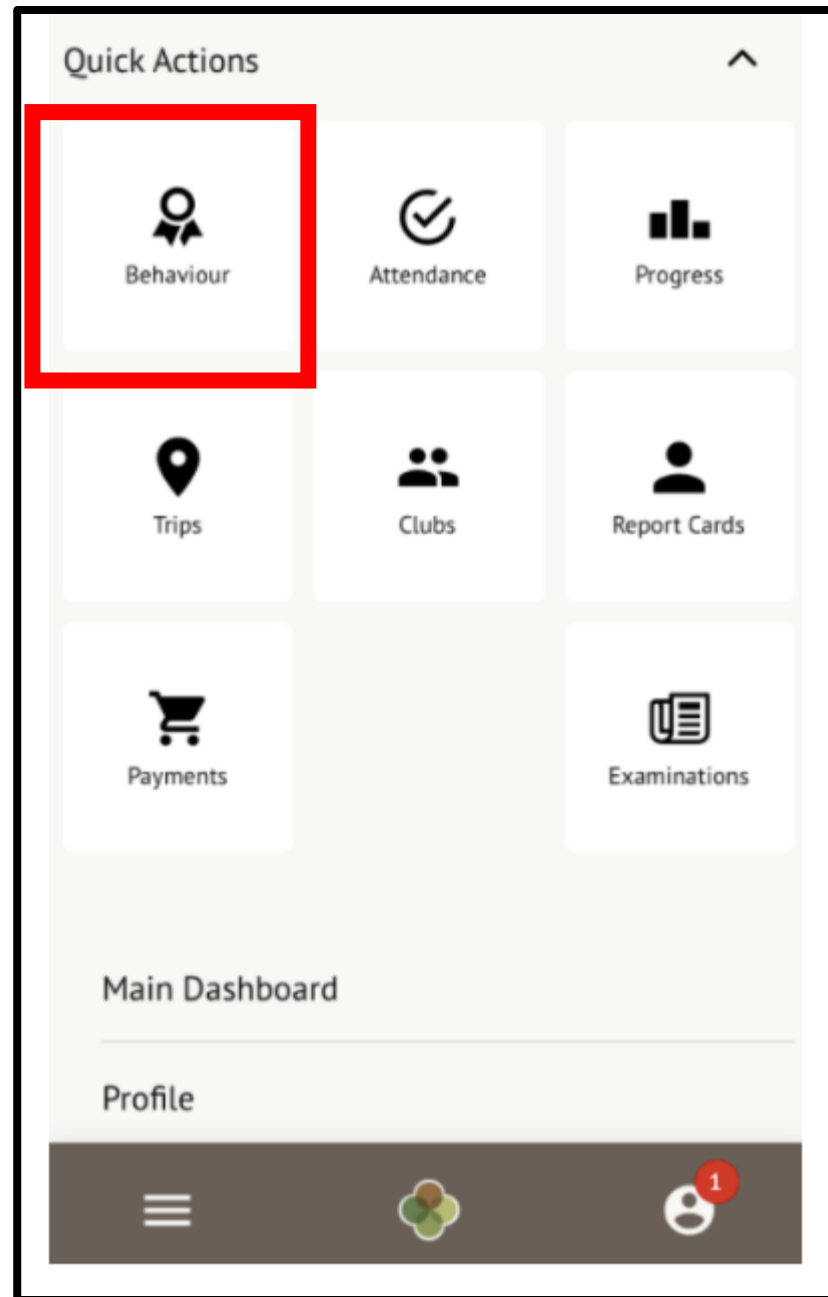 Quick Actions
Behaviour
Attendance
Progress
Trips
Clubs
Report Cards
Payments
Examinations
Main Dashboard
Profile
1